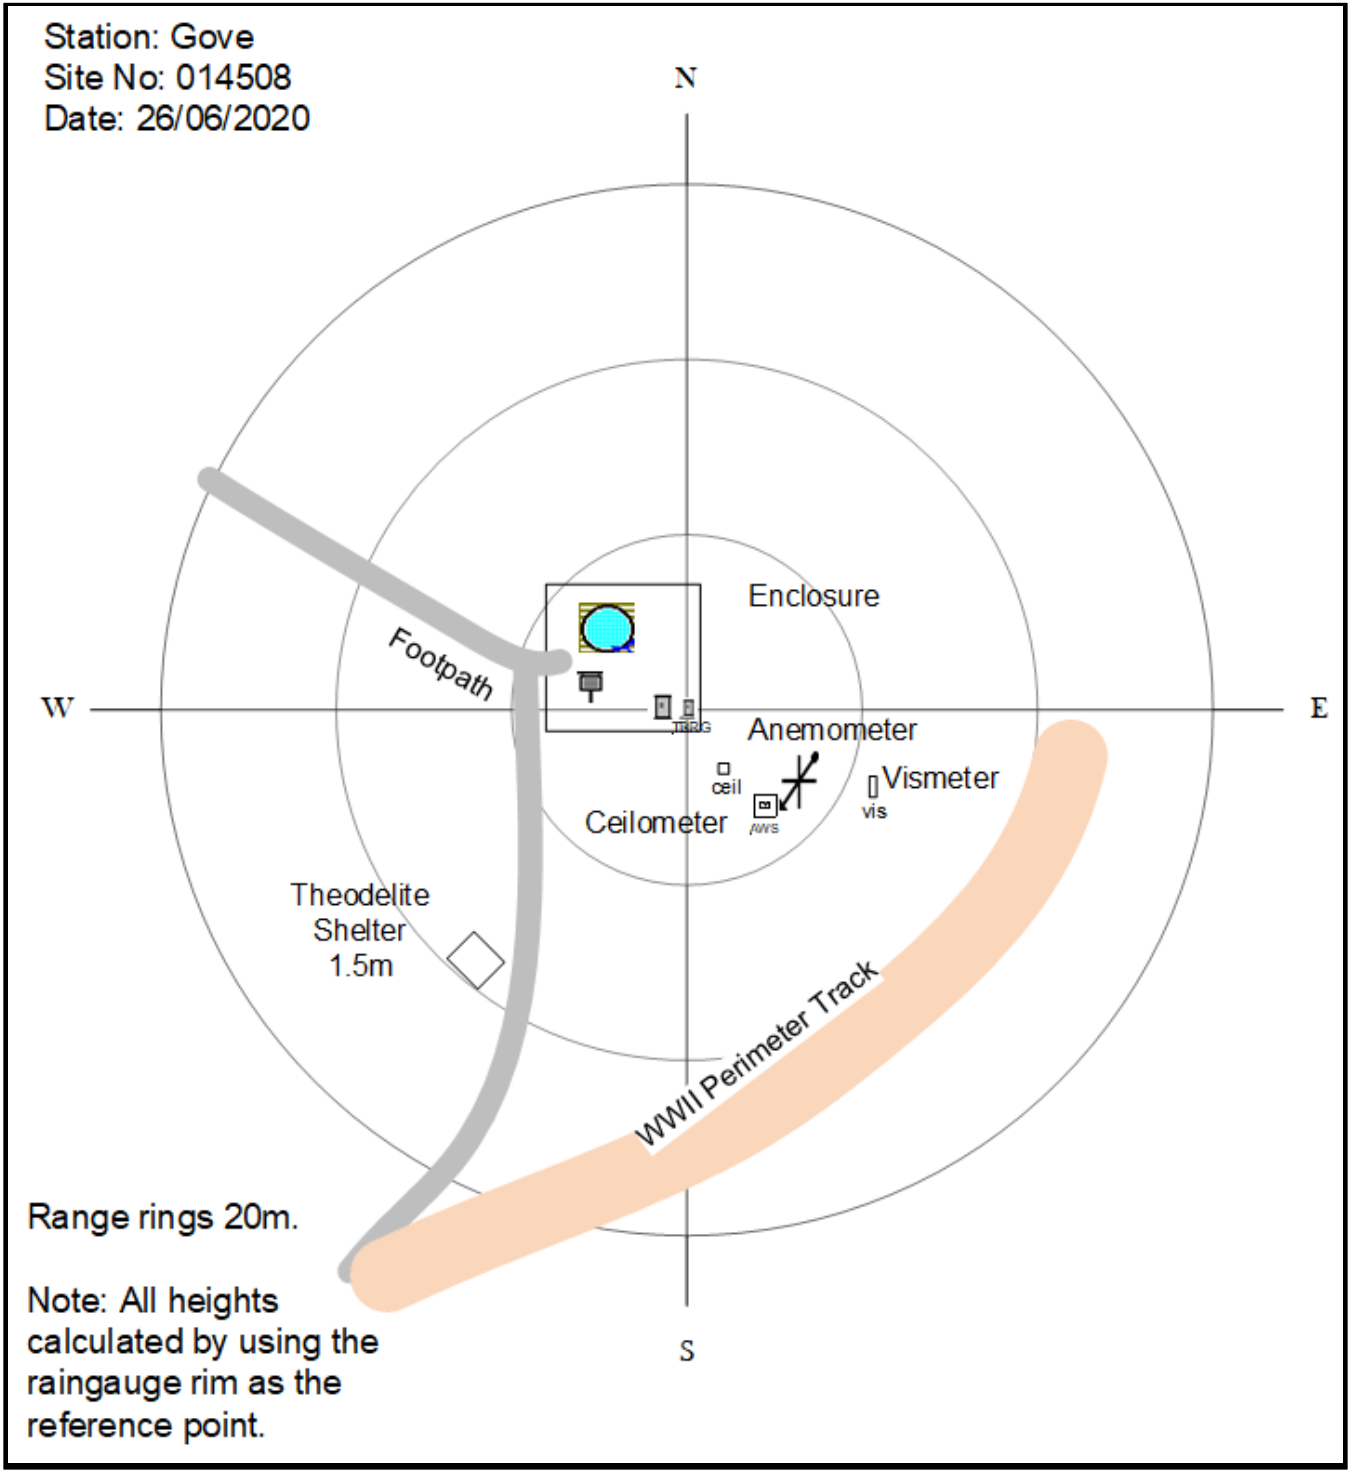 Station: Gove
Site No: 014508
Date: 26/06/2020
N
Enclosure
Footpath
W
E
TBRG
Anemometer
ceil
Vismeter
vis
Ceilometer
AWS
Theodelite
Shelter
1.5m
WWII Perimeter Track
Range rings 20m.
Note: All heights
calculated by using the
raingauge rim as the
reference point.
S